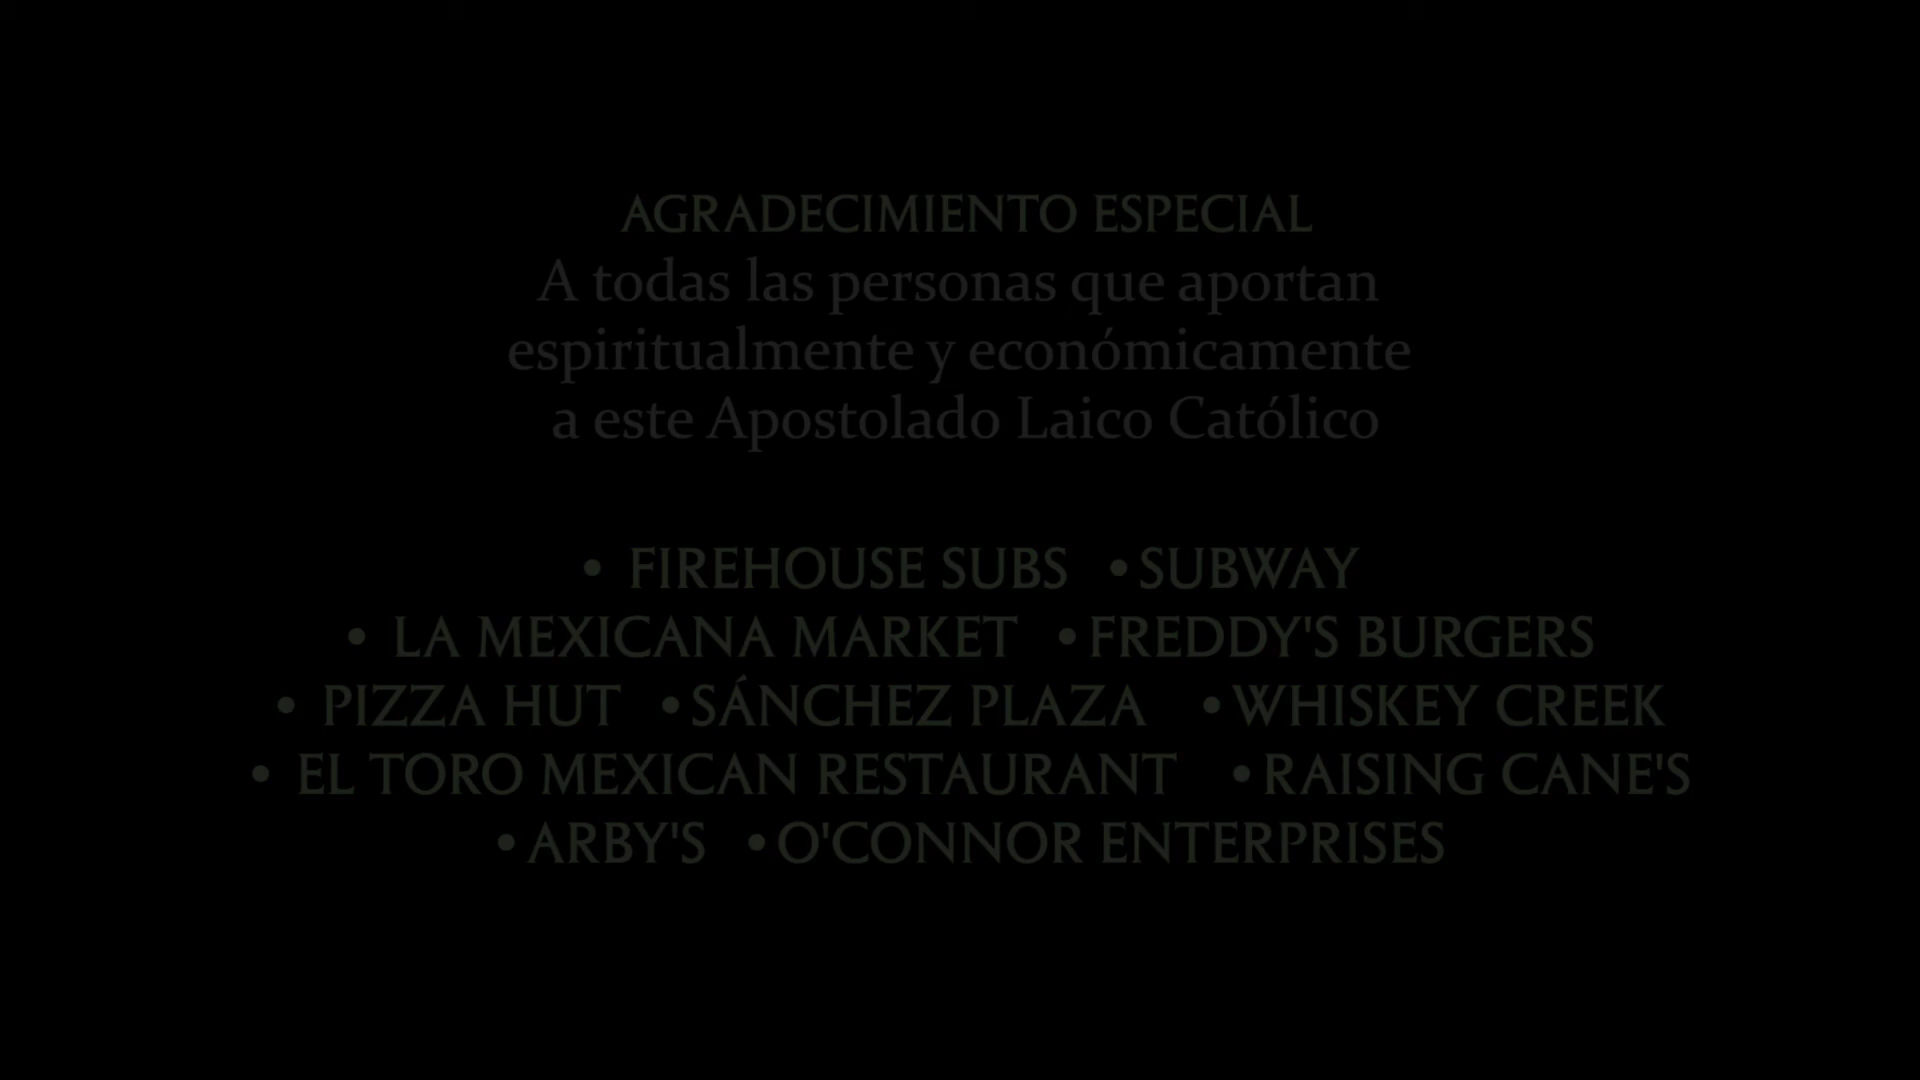 AGRADECIMIENTO ESPECIAL
A todas las personas que aportan
espiritualmente y económicamente
a este Apostolado Laico Católico
• FIREHOUSE SUBS • SUBWAY
• LA MEXICANA MARKET • FREDDY'S BURGERS
• PIZZA HUT • SÁNCHEZ PLAZA • WHISKEY CREEK
• EL TORO MEXICAN RESTAURANT • RAISING CANE'S
• ARBY'S • O'CONNOR ENTERPRISES